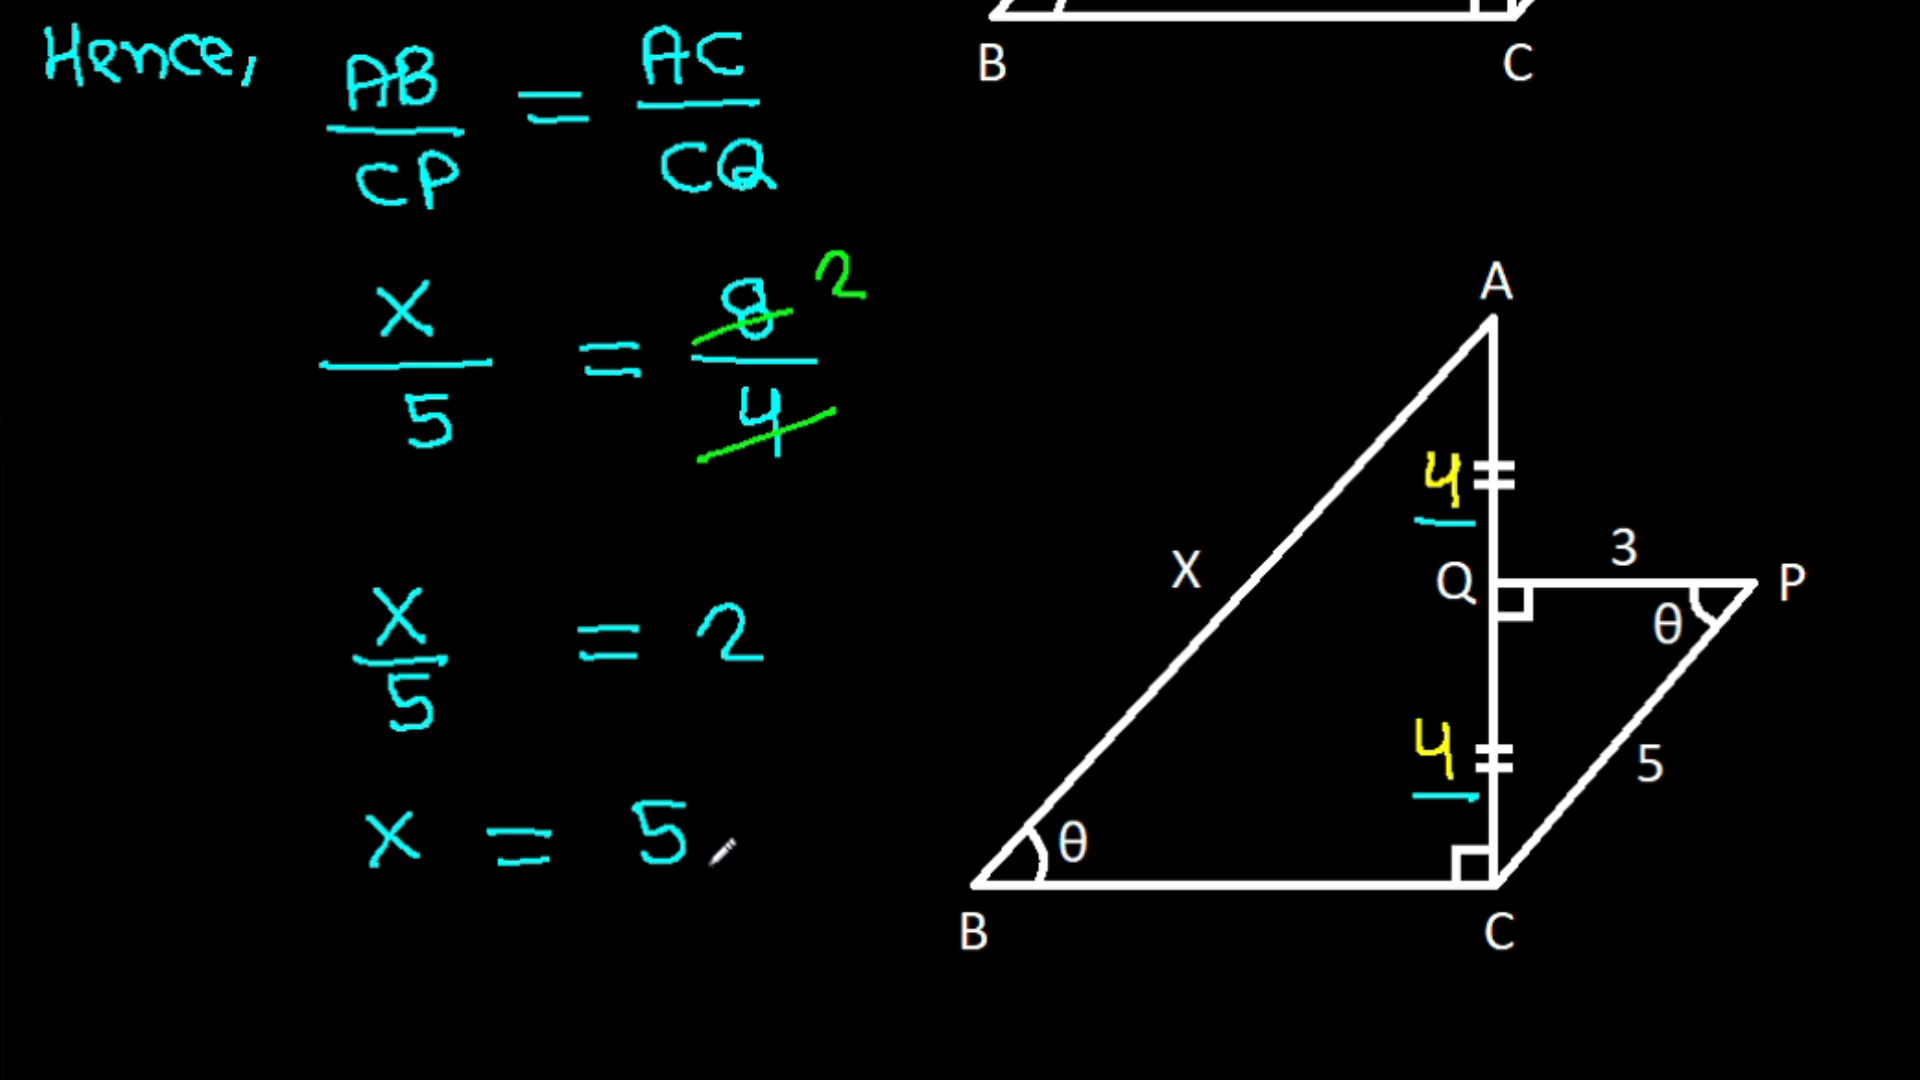 B C
Hence, AB/CP = AC/CQ
x/5 = 8/4 2
x/5 = 2
x = 5
A
4
X Q 3 P
θ
4 5
θ
B C